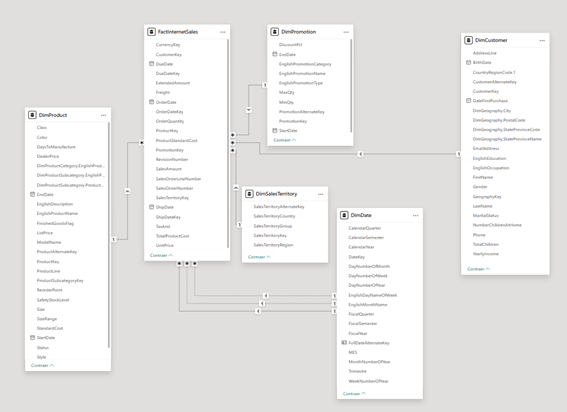 FactInternetSales
CurrencyKey
CustomerKey
DueDate
DueDateKey
ExtendedAmount
Freight
OrderDate
OrderDateKey
OrderQuantity
ProductKey
ProductStandardCost
PromotionKey
RevisionNumber
SalesAmount
SalesOrderLineNumber
SalesOrderNumber
SalesTerritoryKey
ShipDate
ShipDateKey
TaxAmt
TotalProductCost
UnitPrice
Contraer
DimPromotion
DiscountPct
EndDate
EnglishPromotionCategory
EnglishPromotionName
EnglishPromotionType
MaxQty
MinQty
PromotionAlternateKey
PromotionKey
StartDate
Contraer
DimCustomer
AddressLine
BirthDate
CountryRegionCode.1
CustomerAlternateKey
CustomerKey
DateFirstPurchase
DimGeography.City
DimGeography.PostalCode
DimGeography.StateProvinceCode
DimGeography.StateProvinceName
EmailAddress
EnglishEducation
EnglishOccupation
FirstName
Gender
GeographyKey
LastName
MaritalStatus
NumberChildrenAtHome
Phone
TotalChildren
YearlyIncome
Contraer
DimProduct
Class
Color
DaysToManufacture
DealerPrice
DimProductCategory.EnglishProd...
DimProductSubcategory.EnglishP...
DimProductSubcategory.Product...
EndDate
EnglishDescription
EnglishProductName
FinishedGoodsFlag
ListPrice
ModelName
ProductAlternateKey
ProductKey
ProductLine
ProductSubcategoryKey
ReorderPoint
SafetyStockLevel
Size
SizeRange
StandardCost
StartDate
Status
Style
Contraer
DimSalesTerritory
SalesTerritoryAlternateKey
SalesTerritoryCountry
SalesTerritoryGroup
SalesTerritoryKey
SalesTerritoryRegion
Contraer
DimDate
CalendarQuarter
CalendarSemester
CalendarYear
DateKey
DayNumberOfMonth
DayNumberOfWeek
DayNumberOfYear
EnglishDayNameOfWeek
EnglishMonthName
FiscalQuarter
FiscalSemester
FiscalYear
FullDateAlternateKey
MES
MonthNumberOfYear
Trimestre
WeekNumberOfYear
Contraer